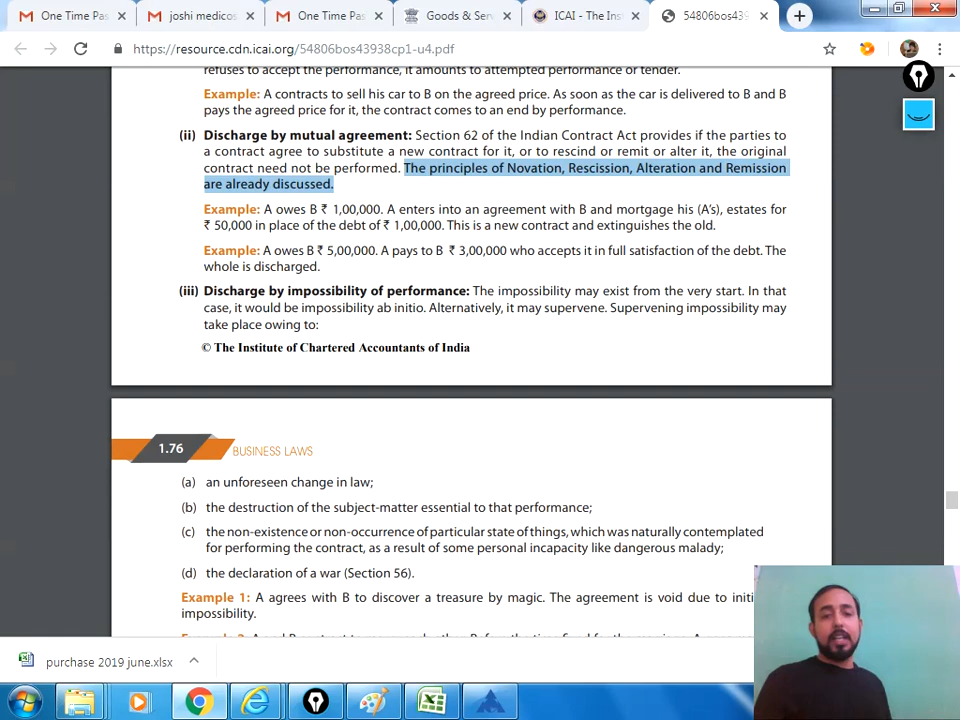 One Time Pas
joshi medicos
One Time Pas
Goods & Serv
ICAI - The Inst
54806bos439
https://resource.cdn.icai.org/54806bos43938cp1-u4.pdf
refuses to accept the performance, it amounts to attempted performance or tender.
Example: A contracts to sell his car to B on the agreed price. As soon as the car is delivered to B and B
pays the agreed price for it, the contract comes to an end by performance.
(ii) Discharge by mutual agreement: Section 62 of the Indian Contract Act provides if the parties to
a contract agree to substitute a new contract for it, or to rescind or remit or alter it, the original
contract need not be performed. The principles of Novation, Rescission, Alteration and Remission
are already discussed.
Example: A owes B ₹ 1,00,000. A enters into an agreement with B and mortgage his (A's), estates for
₹ 50,000 in place of the debt of ₹ 1,00,000. This is a new contract and extinguishes the old.
Example: A owes B ₹ 5,00,000. A pays to B ₹ 3,00,000 who accepts it in full satisfaction of the debt. The
whole is discharged.
(iii) Discharge by impossibility of performance: The impossibility may exist from the very start. In that
case, it would be impossibility ab initio. Alternatively, it may supervene. Supervening impossibility may
take place owing to:
© The Institute of Chartered Accountants of India
1.76 BUSINESS LAWS
(a) an unforeseen change in law;
(b) the destruction of the subject-matter essential to that performance;
(c) the non-existence or non-occurrence of particular state of things, which was naturally contemplated
for performing the contract, as a result of some personal incapacity like dangerous malady;
(d) the declaration of a war (Section 56).
Example 1: A agrees with B to discover a treasure by magic. The agreement is void due to initi
impossibility.
purchase 2019 june.xlsx